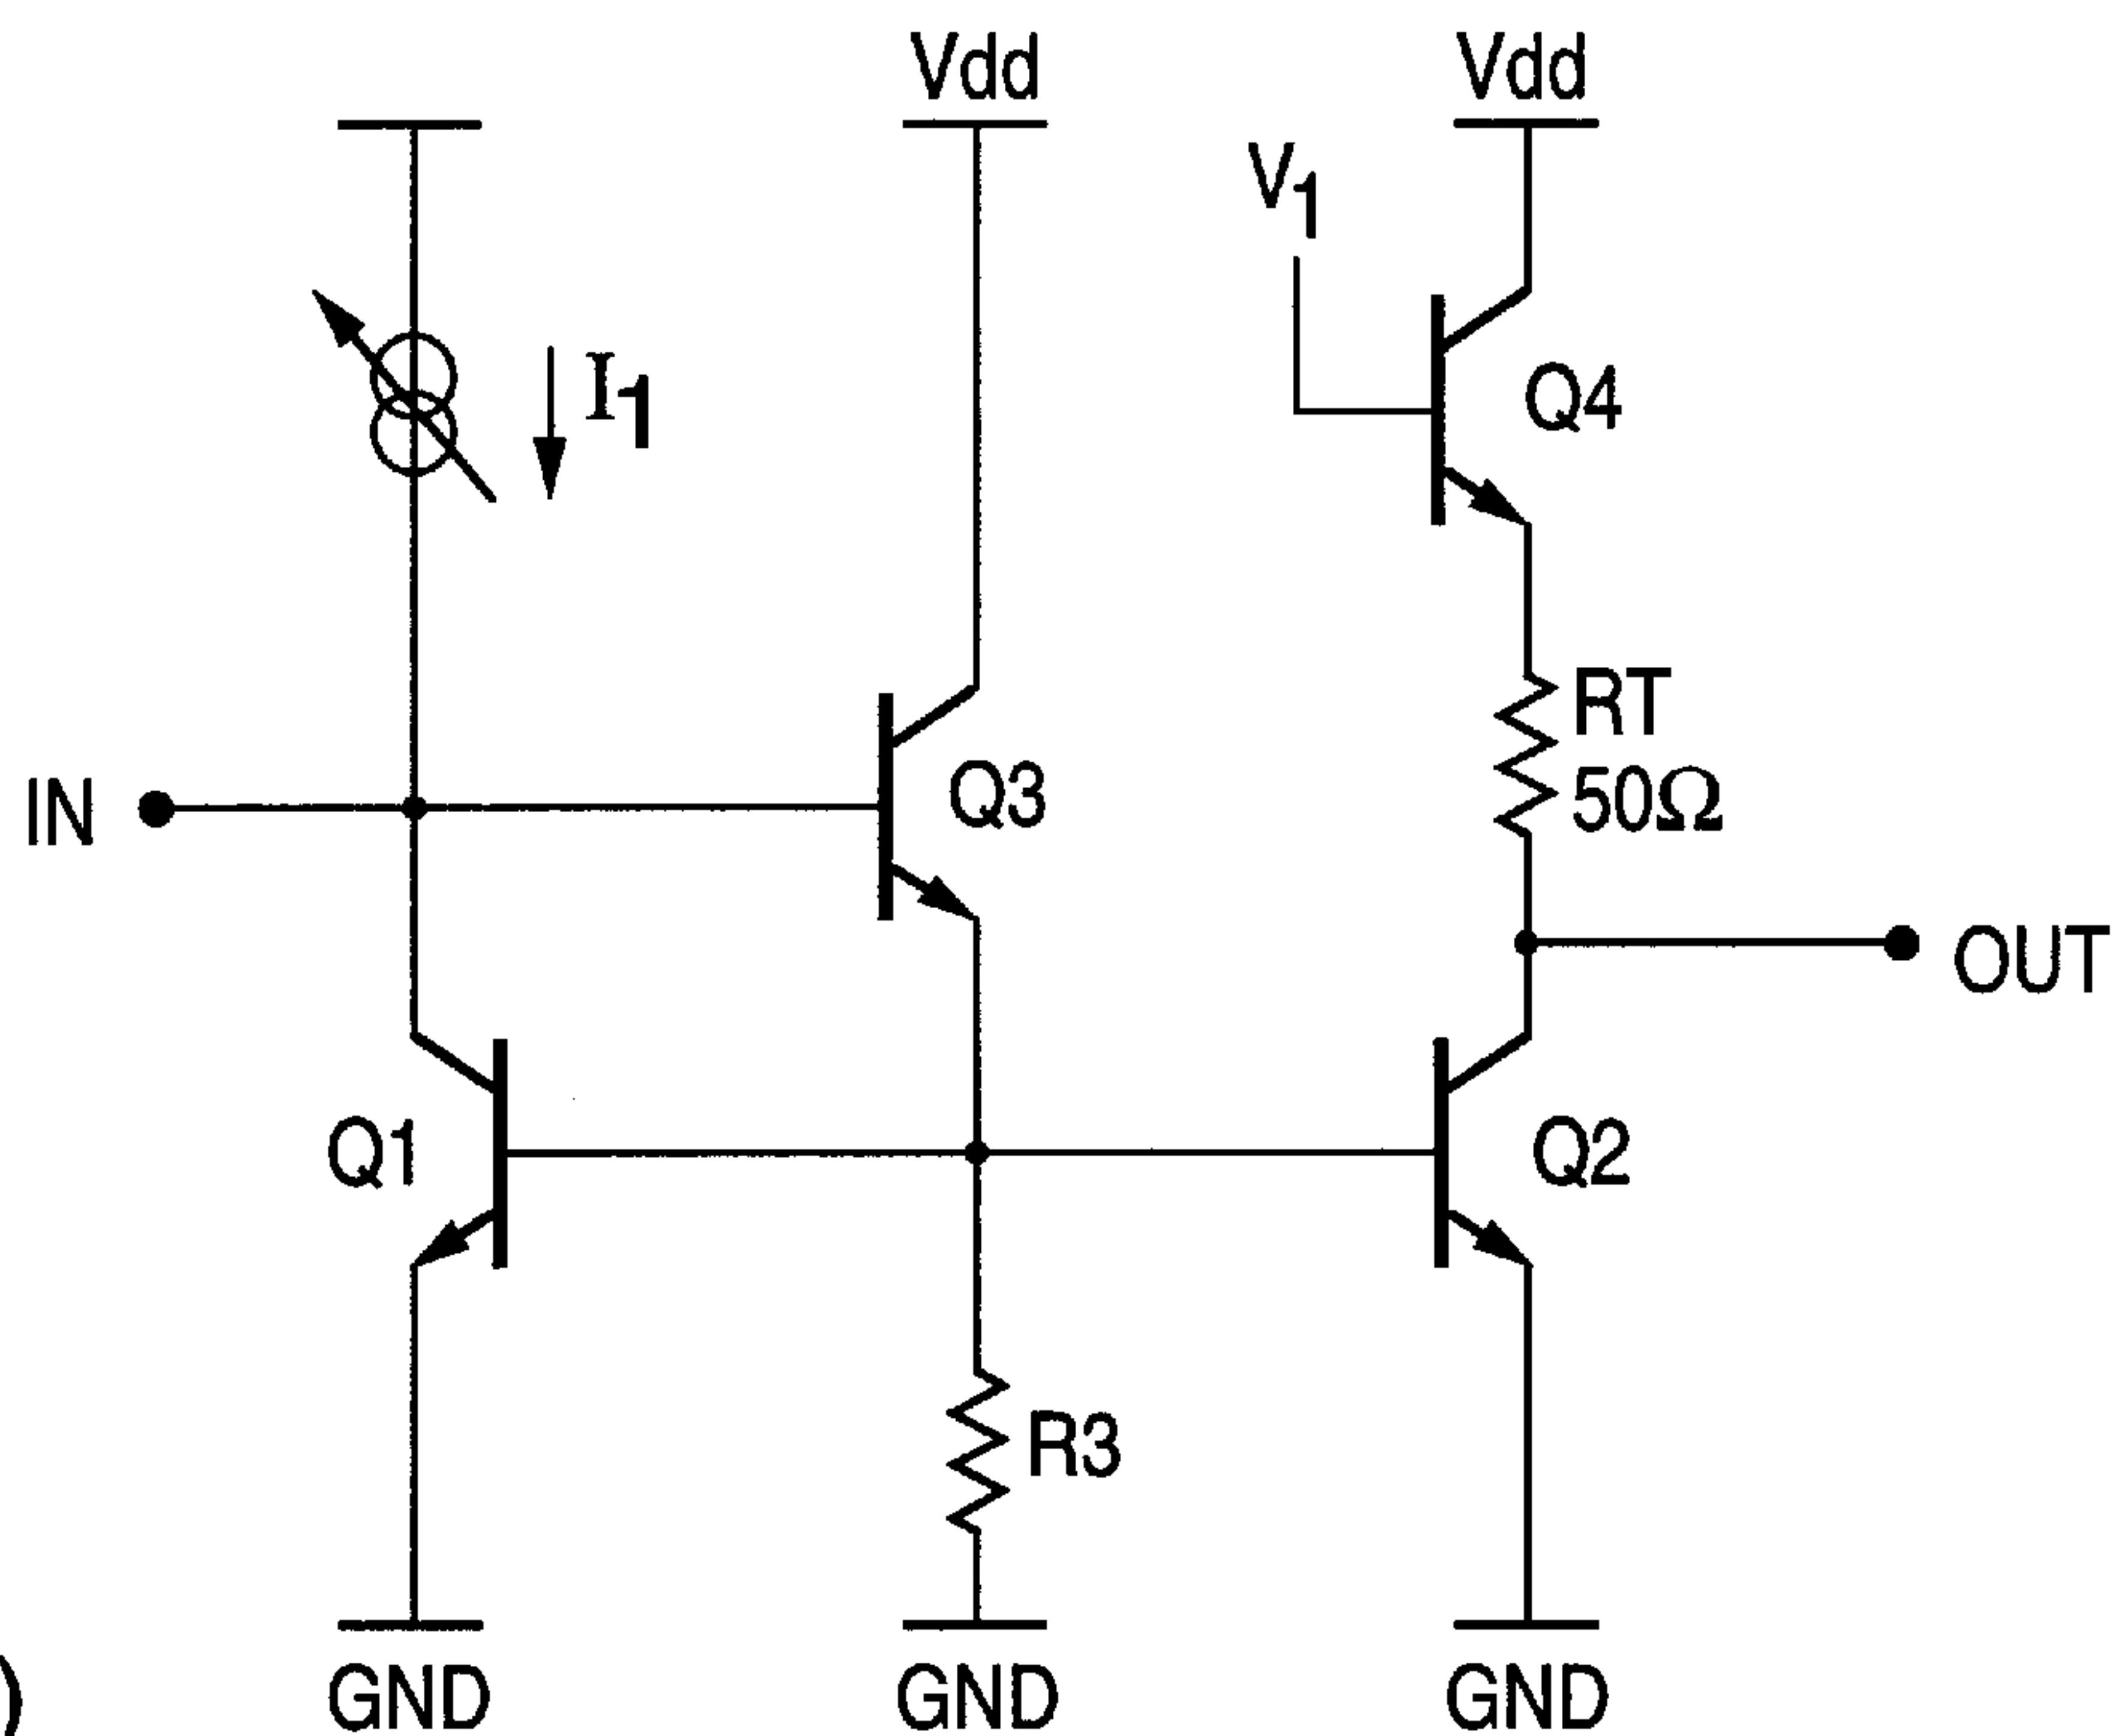 Vdd
Vdd
V1
I1
Q4
RT
50Ω
IN
Q3
OUT
Q1
Q2
R3
)
GND
GND
GND